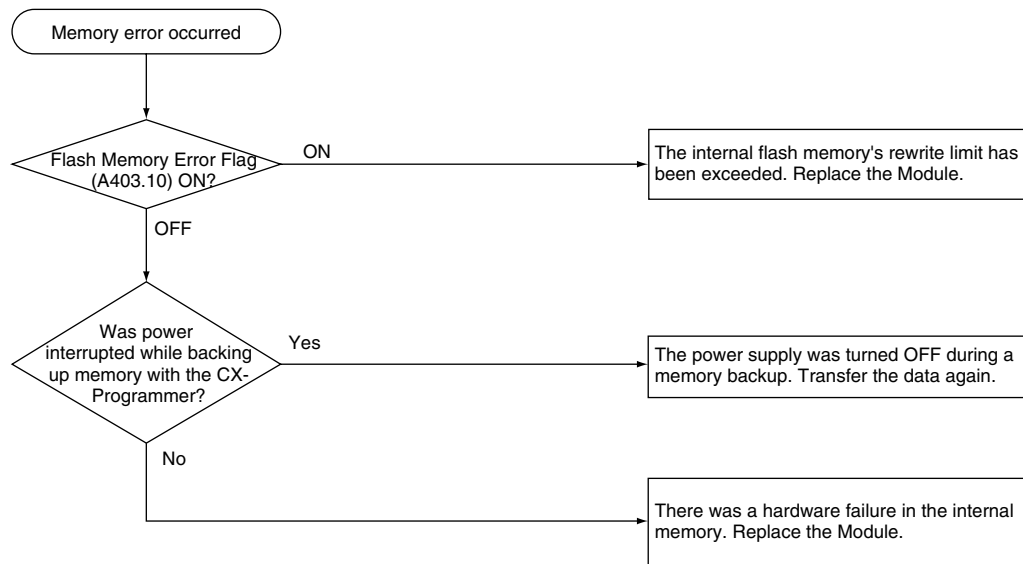 Memory error occurred
Flash Memory Error Flag
(A403.10) ON?
ON
The internal flash memory's rewrite limit has
been exceeded. Replace the Module.
OFF
Was power
interrupted while backing
up memory with the CX-
Programmer?
Yes
The power supply was turned OFF during a
memory backup. Transfer the data again.
No
There was a hardware failure in the internal
memory. Replace the Module.